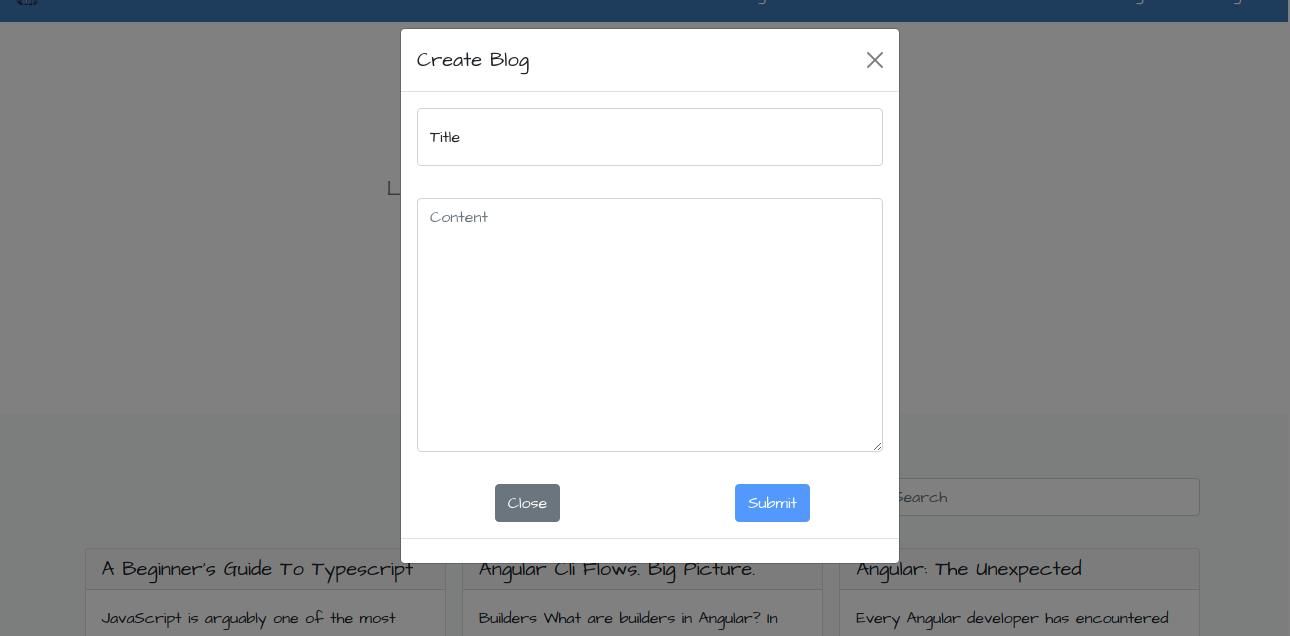 Create Blog
Title
Content
Close
Submit
Search
A Beginner's Guide To Typescript
Angular Cli Flows. Big Picture.
Angular: The Unexpected
JavaScript is arguably one of the most
Builders What are builders in Angular? In
Every Angular developer has encountered